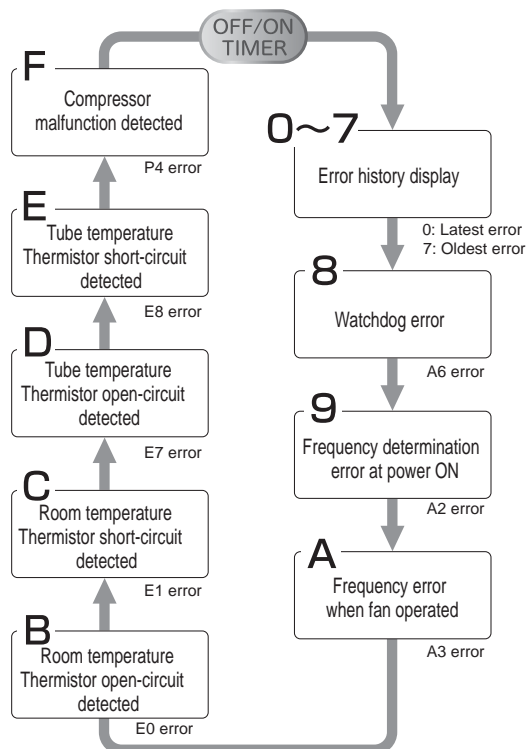 OFF/ON
TIMER
0～7
Error history display
0: Latest error
7: Oldest error
8
Watchdog error
A6 error
9
Frequency determination
error at power ON
A2 error
A
Frequency error
when fan operated
A3 error
B
Room temperature
Thermistor open-circuit
detected
E0 error
C
Room temperature
Thermistor short-circuit
detected
E1 error
D
Tube temperature
Thermistor open-circuit
detected
E7 error
E
Tube temperature
Thermistor short-circuit
detected
E8 error
F
Compressor
malfunction detected
P4 error